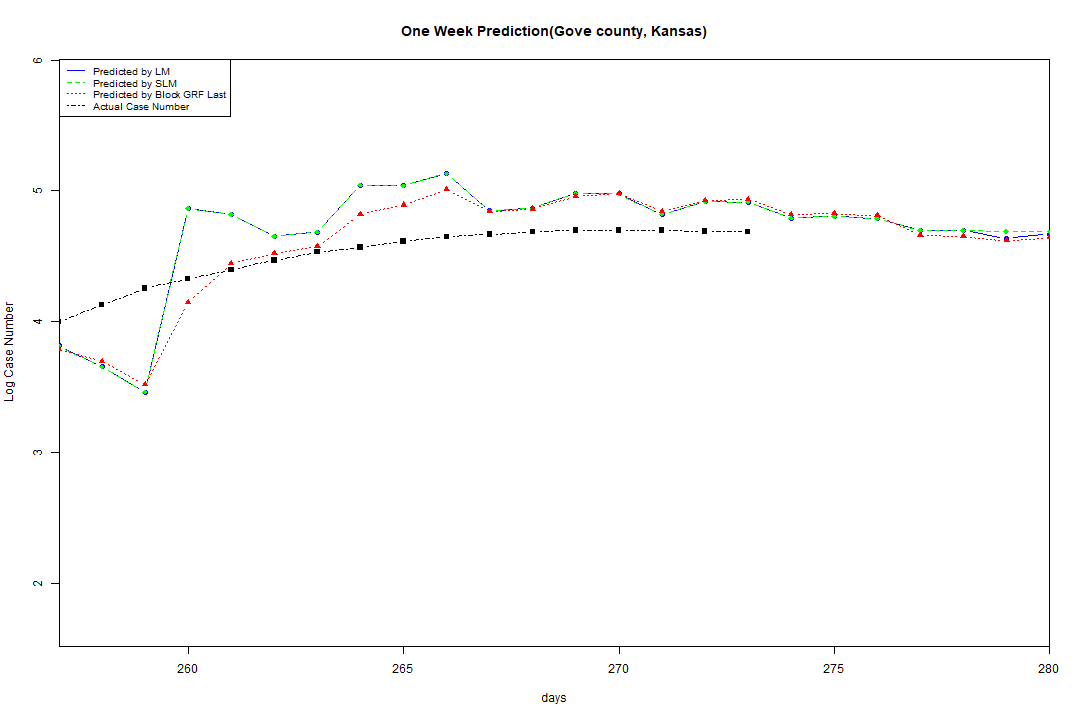 One Week Prediction(Gove county, Kansas)
6
Predicted by LM
Predicted by SLM
Predicted by Block GRF Last
Actual Case Number
5
4
3
2
Log Case Number
260 265 270 275 280
days